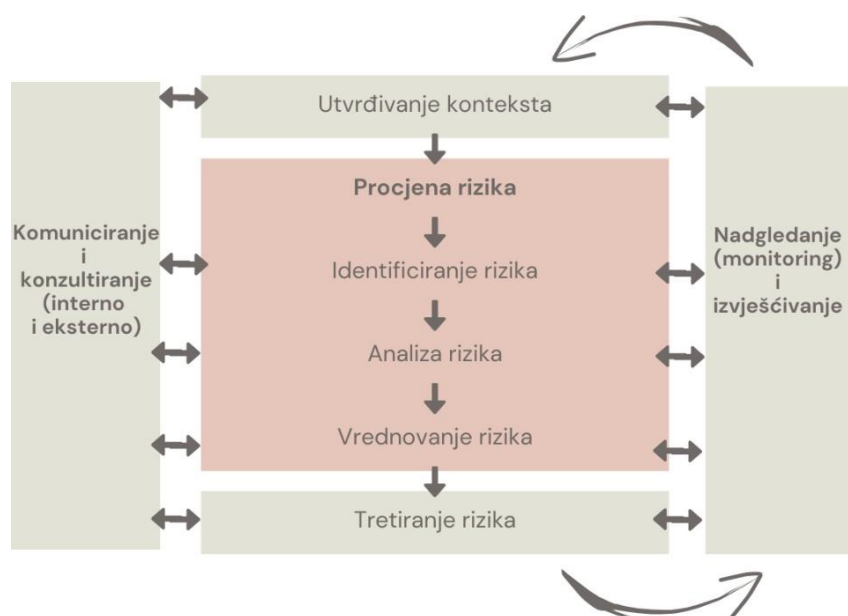 Utvrđivanje konteksta
Procjena rizika
Identificiranje rizika
Analiza rizika
Vrednovanje rizika
Tretiranje rizika
Komuniciranje
i
konzultiranje
(interno
i eksterno)
Nadgledanje
(monitoring)
i
izvješćivanje